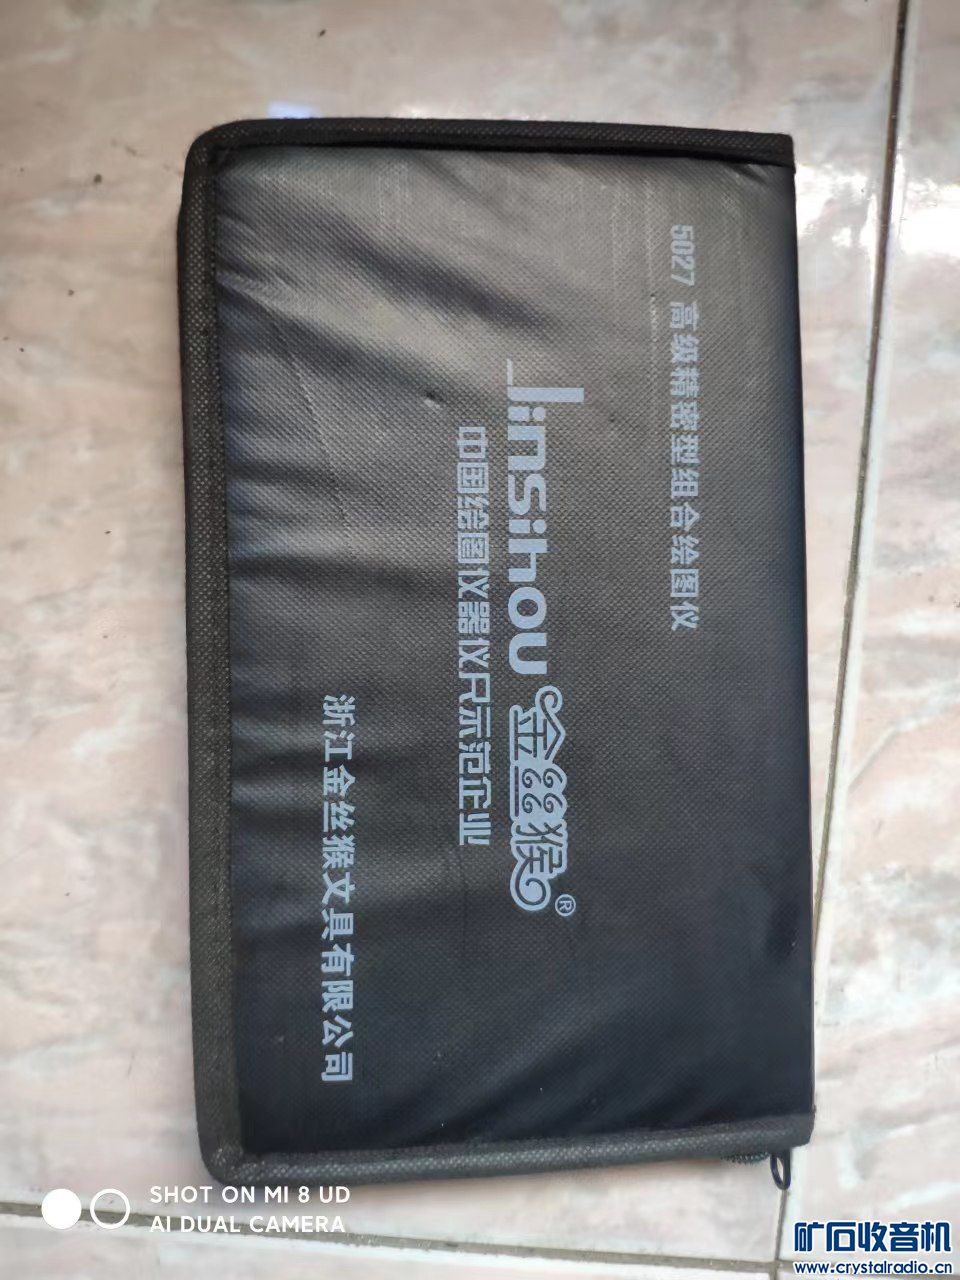 5027 高级精密型组合绘图仪
Jinsihou 金丝猴®
中国绘图仪器仪尺示范企业
浙江金丝猴文具有限公司
SHOT ON MI 8 UD
AI DUAL CAMERA
矿石收音机
www.crystalradio.cn